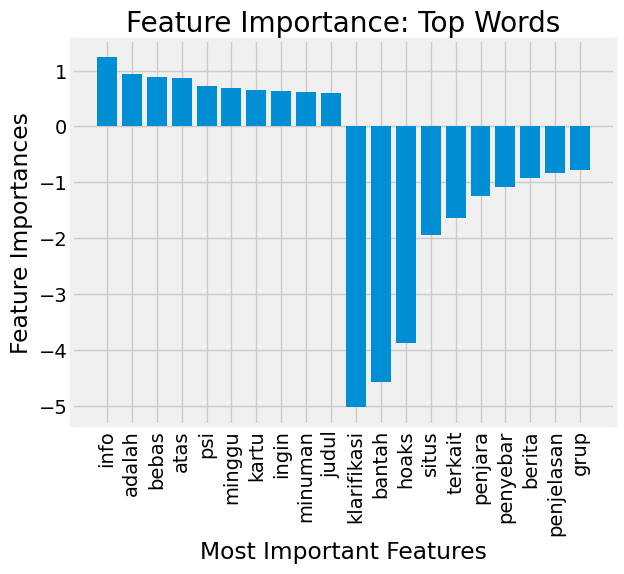 Feature Importance: Top Words
Feature Importances
1
0
−1
−2
−3
−4
−5
info
adalah
bebas
atas
psi
minggu
kartu
ingin
minuman
judul
klarifikasi
bantah
hoaks
situs
terkait
penjara
penyebar
berita
penjelasan
grup
Most Important Features